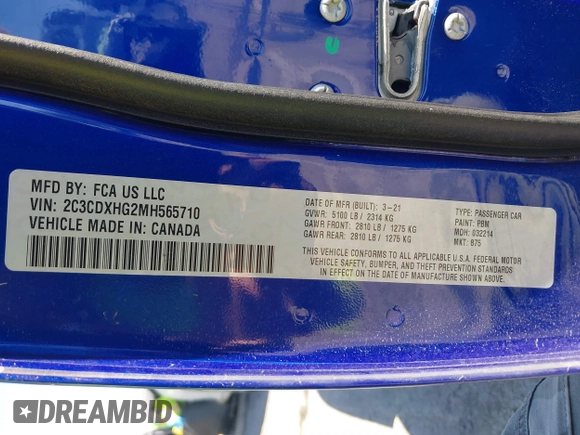 MFD BY: FCA US LLC
VIN: 2C3CDXHG2MH565710
VEHICLE MADE IN: CANADA
DATE OF MFR (BUILT): 3-21
GVWR: 5100 LB / 2314 KG
GAWR FRONT: 2810 LB / 1275 KG
GAWR REAR: 2810 LB / 1275 KG
TYPE: PASSENGER CAR
PAINT: PBM
MDH: 032214
MKT: 875
THIS VEHICLE CONFORMS TO ALL APPLICABLE U.S.A. FEDERAL MOTOR
VEHICLE SAFETY, BUMPER, AND THEFT PREVENTION STANDARDS
IN EFFECT ON THE DATE OF MANUFACTURE SHOWN ABOVE.
DREAMBID